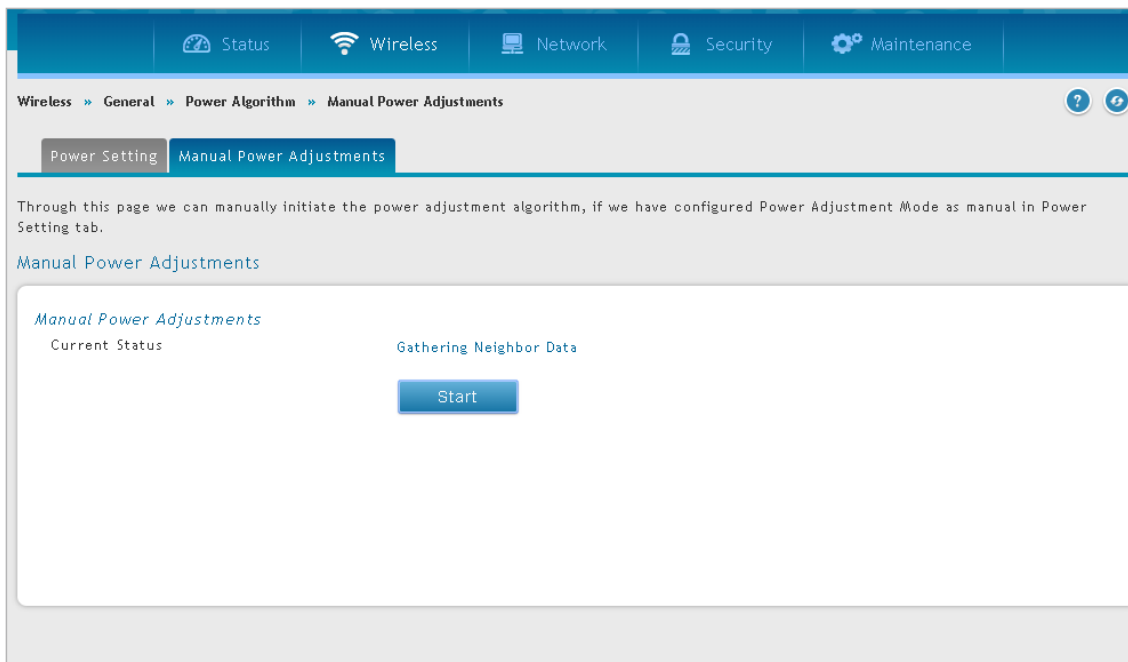 Status Wireless Network Security Maintenance
Wireless » General » Power Algorithm » Manual Power Adjustments ?
Power Setting Manual Power Adjustments
Through this page we can manually initiate the power adjustment algorithm, if we have configured Power Adjustment Mode as manual in Power
Setting tab.
Manual Power Adjustments
Manual Power Adjustments
Current Status Gathering Neighbor Data
Start